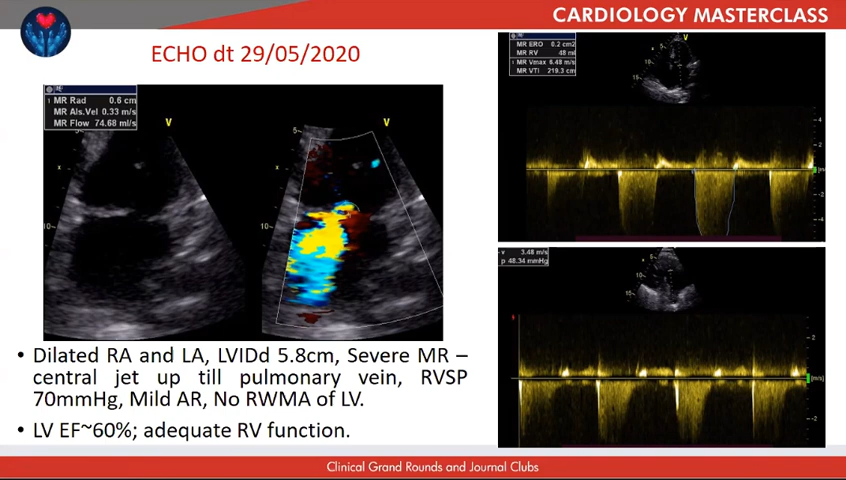 CARDIOLOGY MASTERCLASS
ECHO dt 29/05/2020
1 MR Rad 0.6 cm
MR Als.Vel 0.33 m/s
MR Flow 74.68 ml/s
V
V
5
10
MR ERO 0.2 cm2
MR RV 48 ml
1 MR Vmax 6.48 m/s
MR VTI 219.3 cm
V
v 3.48 m/s
p 48.34 mmHg
[m/s]
• Dilated RA and LA, LVIDd 5.8cm, Severe MR –
central jet up till pulmonary vein, RVSP
70mmHg, Mild AR, No RWMA of LV.
• LV EF~60%; adequate RV function.
Clinical Grand Rounds and Journal Clubs